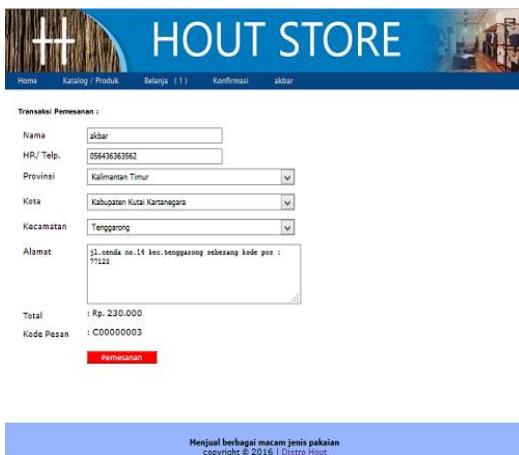 H HOUT STORE
Home Katalog / Produk Belanja ( 1 ) Konfirmasi akbar
Transaksi Pemesanan :
Nama akbar
HP./ Telp. 056436363562
Provinsi Kalimantan Timur
Kota Kabupaten Kutai Kartanegara
Kecamatan Tenggarong
Alamat jl.cenda no.14 kec.tenggarong seberang kode pos :
77123
Total : Rp. 230.000
Kode Pesan : C00000003
Pemesanan
Menjual berbagai macam jenis pakaian
copyright © 2016 | Distro Hout